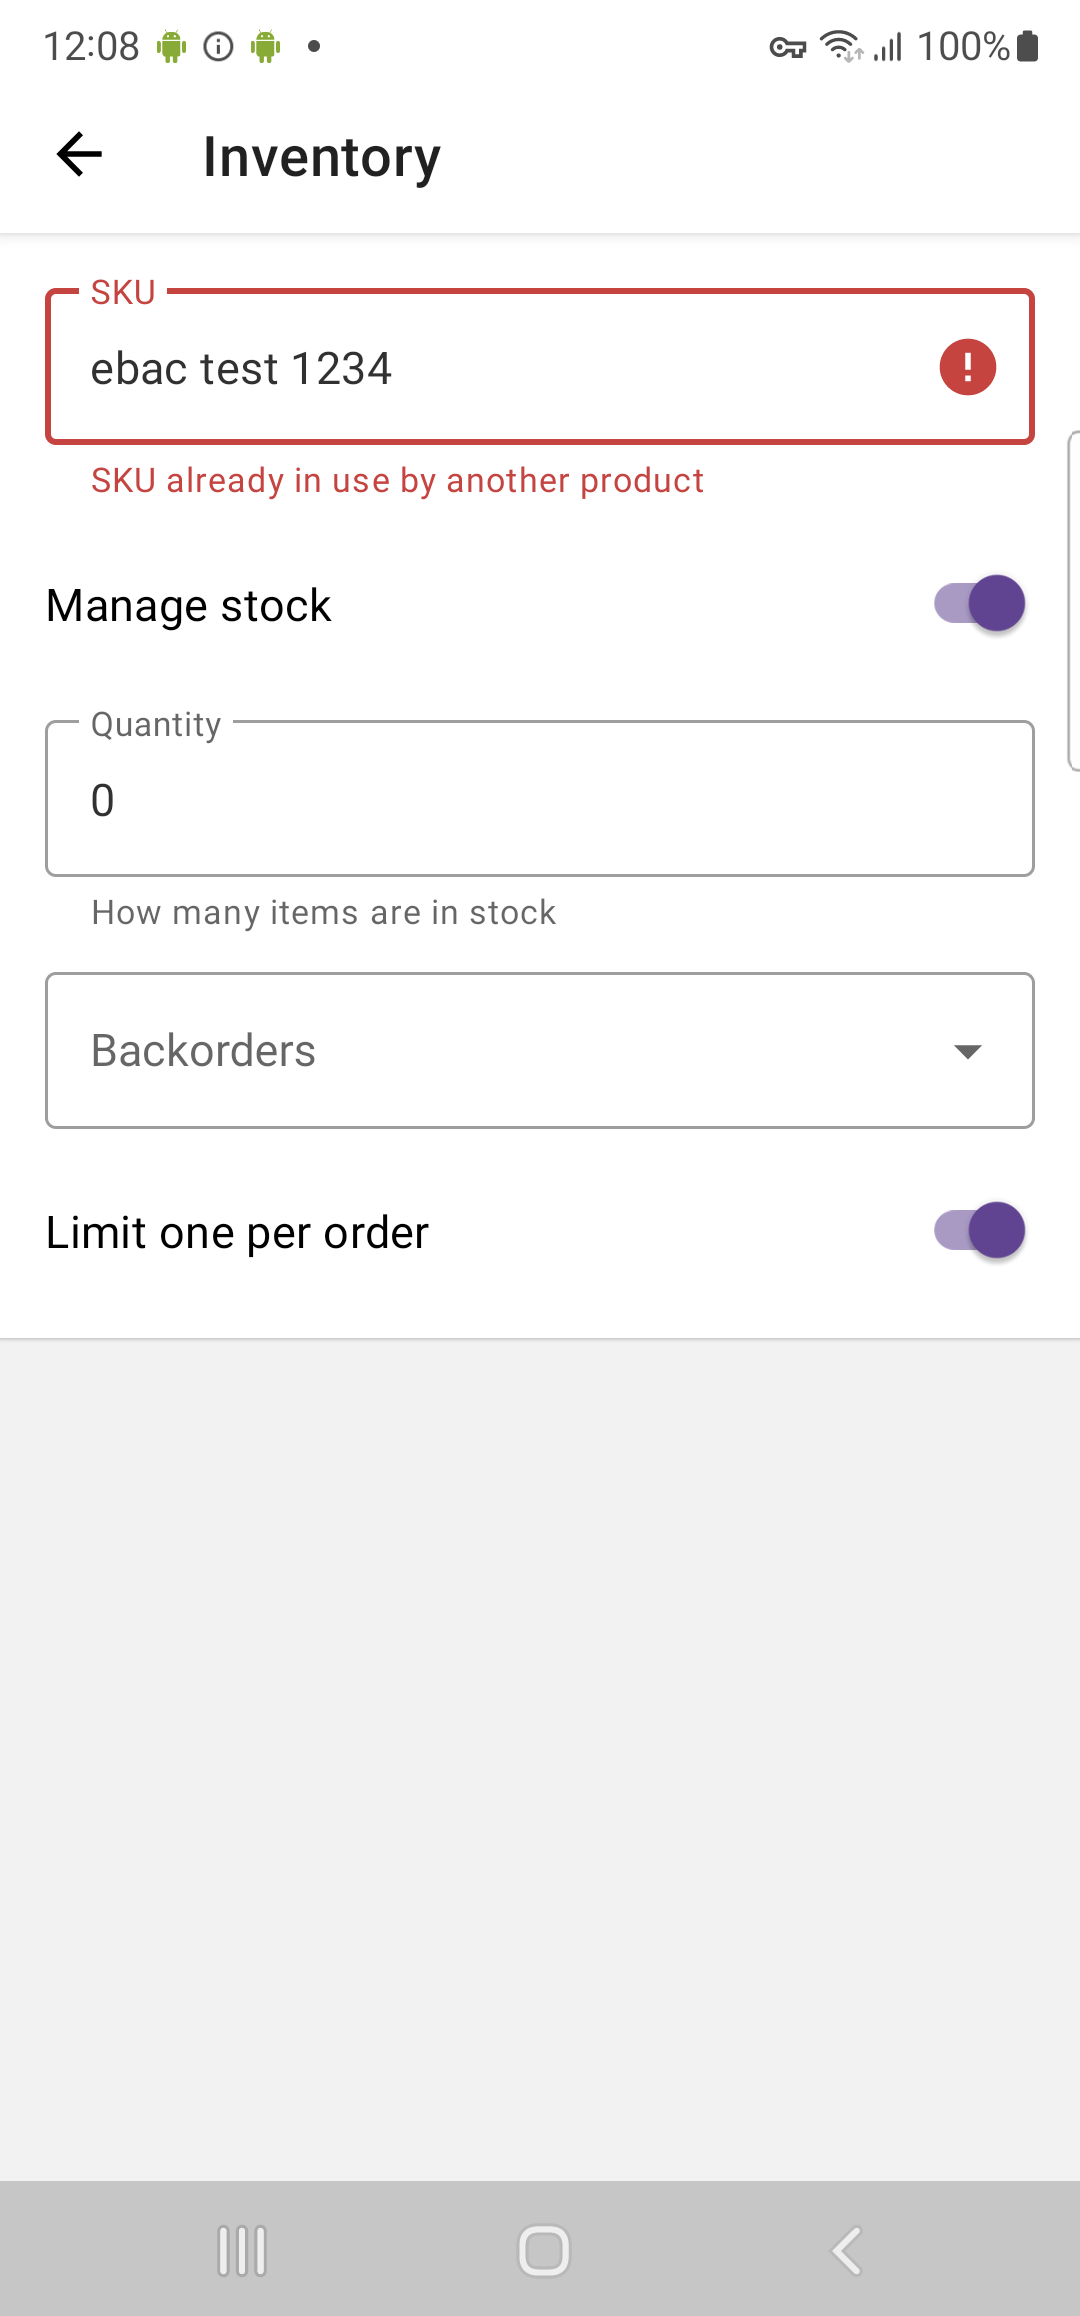 12:08 100%
Inventory
SKU
ebac test 1234
SKU already in use by another product
Manage stock
Quantity
0
How many items are in stock
Backorders
Limit one per order